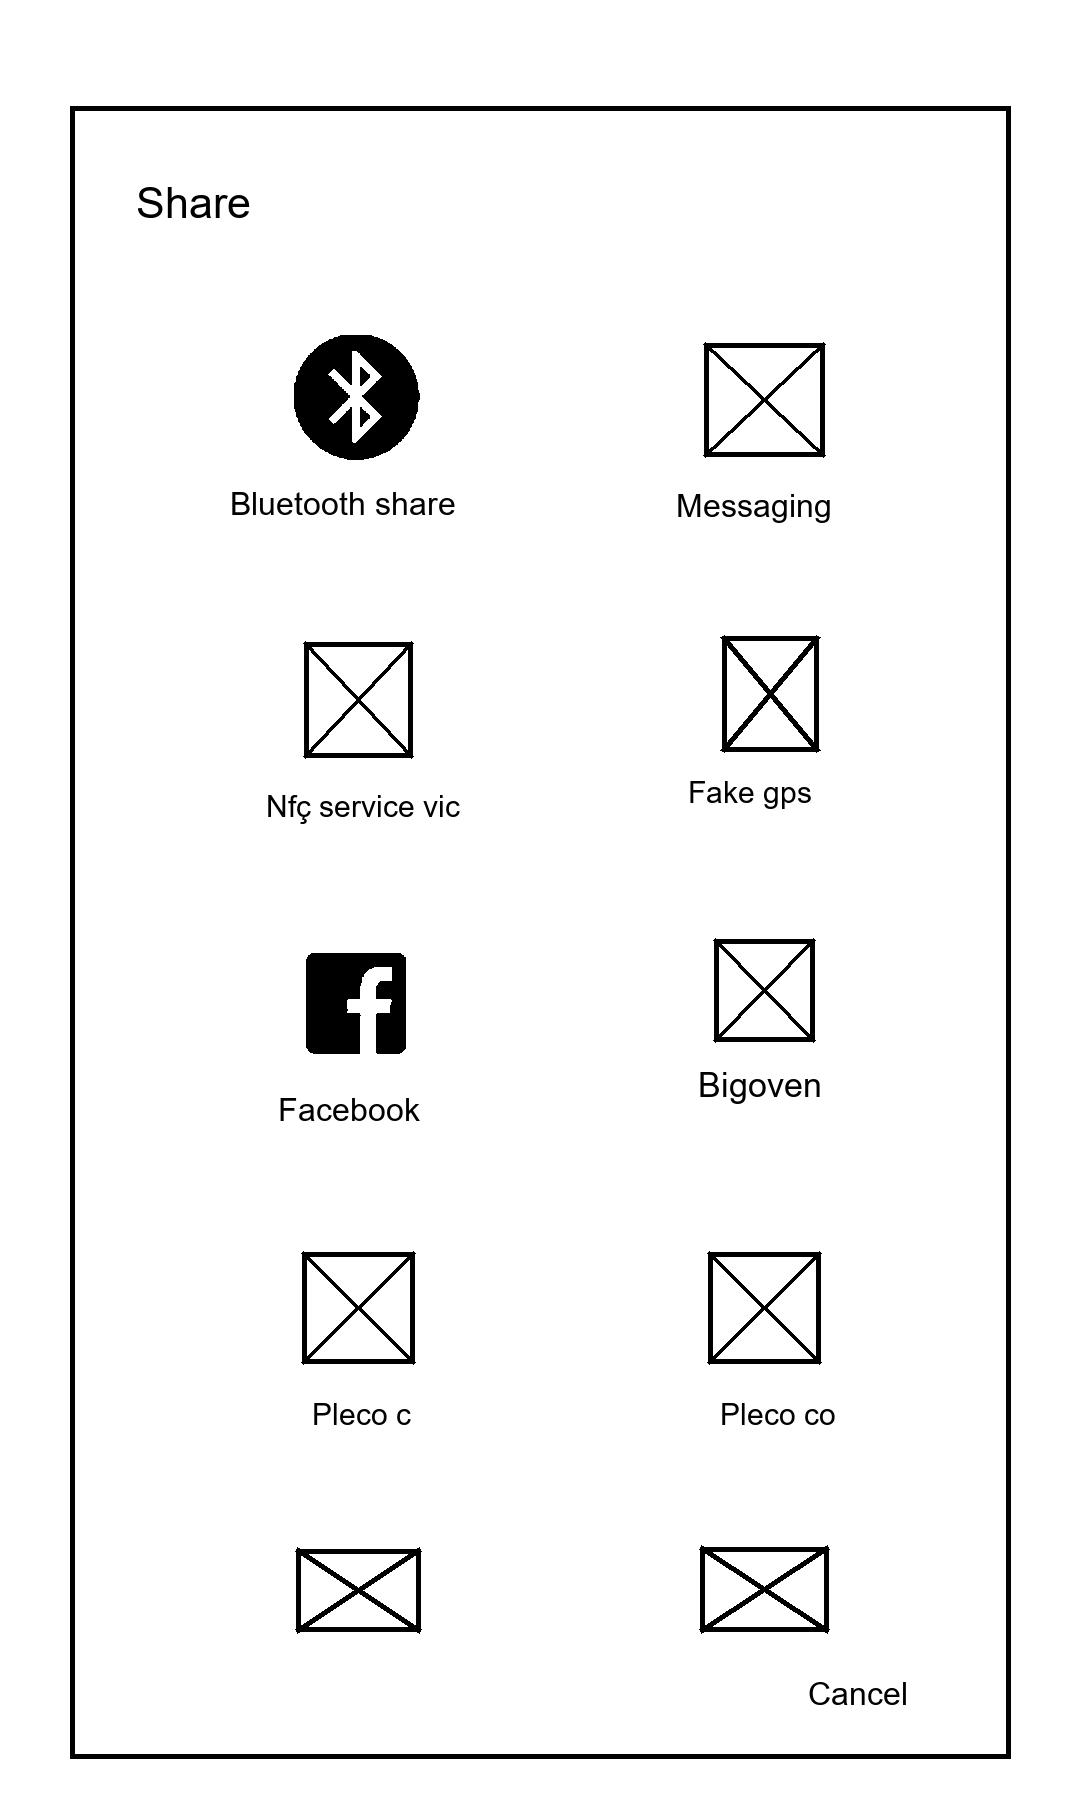 Share
Bluetooth share
Messaging
Nfç service vic
Fake gps
Facebook
Bigoven
Pleco c
Pleco co
Cancel